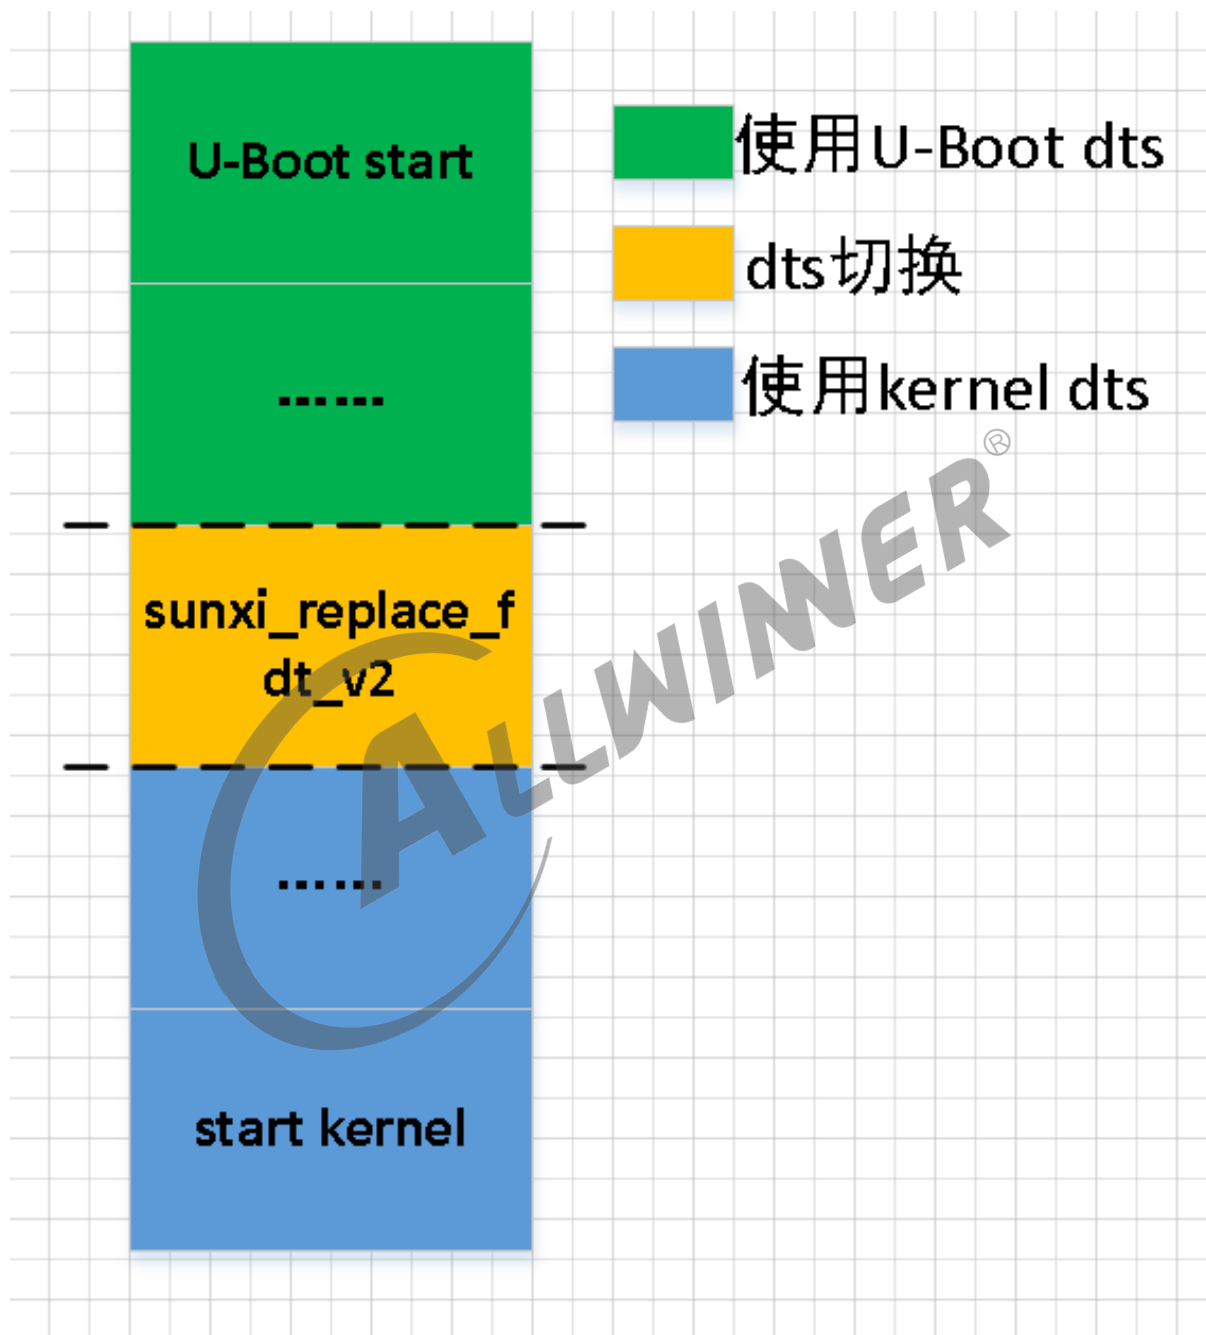 U-Boot start
……
sunxi_replace_f
dt_v2
……
start kernel
使用U-Boot dts
dts切换
使用kernel dts
ALLWINNER®